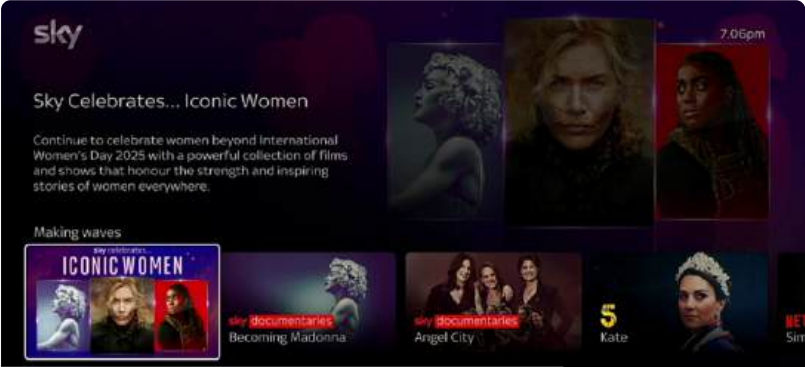 sky
7.06pm
Sky Celebrates... Iconic Women
Continue to celebrate women beyond International
Women's Day 2025 with a powerful collection of films
and shows that honour the strength and inspiring
stories of women everywhere.
Making waves
sky celebrates...
ICONIC WOMEN
sky documentaries
Becoming Madonna
sky documentaries
Angel City
5
Kate
NET
Sim